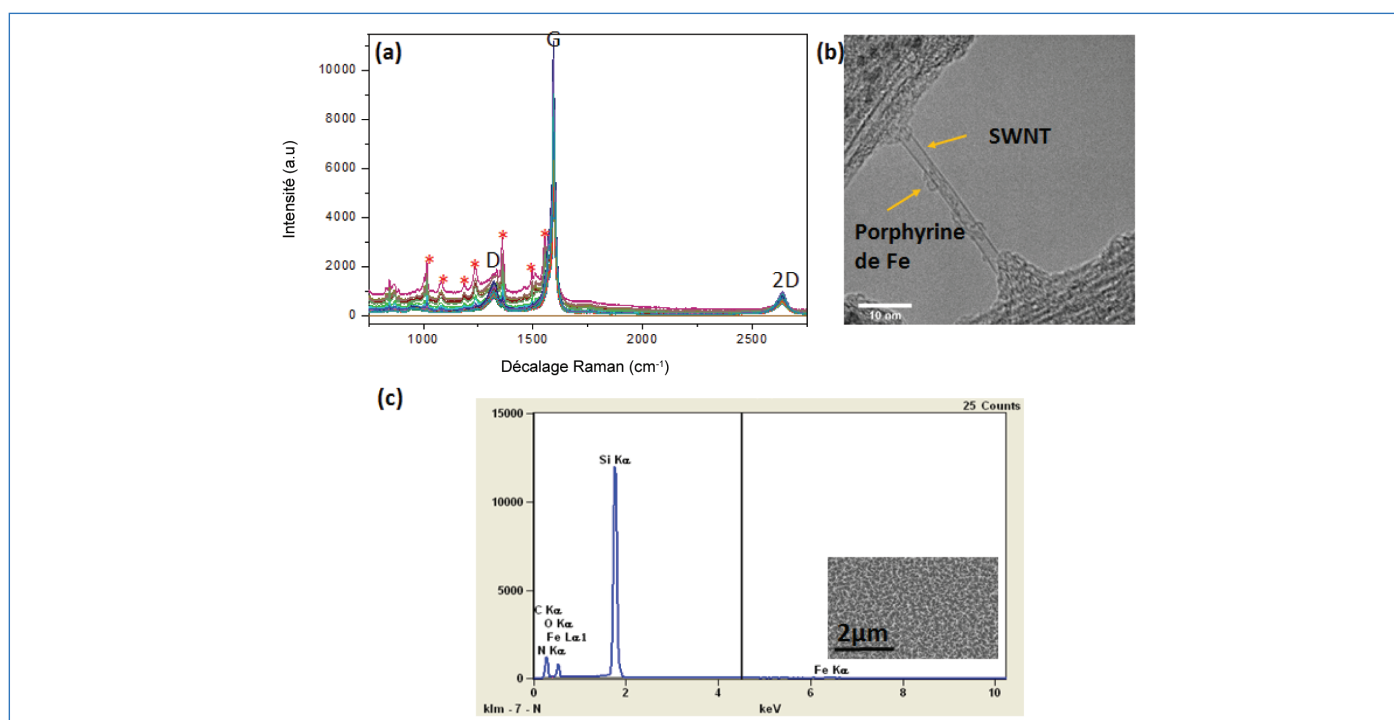 (a)
G
10000
8000
6000
4000
2000
0
Intensité (a.u)
* * * * * * *
D
2D
1000 1500 2000 2500
Décalage Raman (cm-1)
(b)
SWNT
Porphyrine
de Fe
10 nm
(c)
25 Counts
15000
10000
5000
0
Si Kα
C Kα
O Kα
Fe Lα1
N Kα
Fe Kα
2µm
0 2 4 6 8 10
klm - 7 - N keV